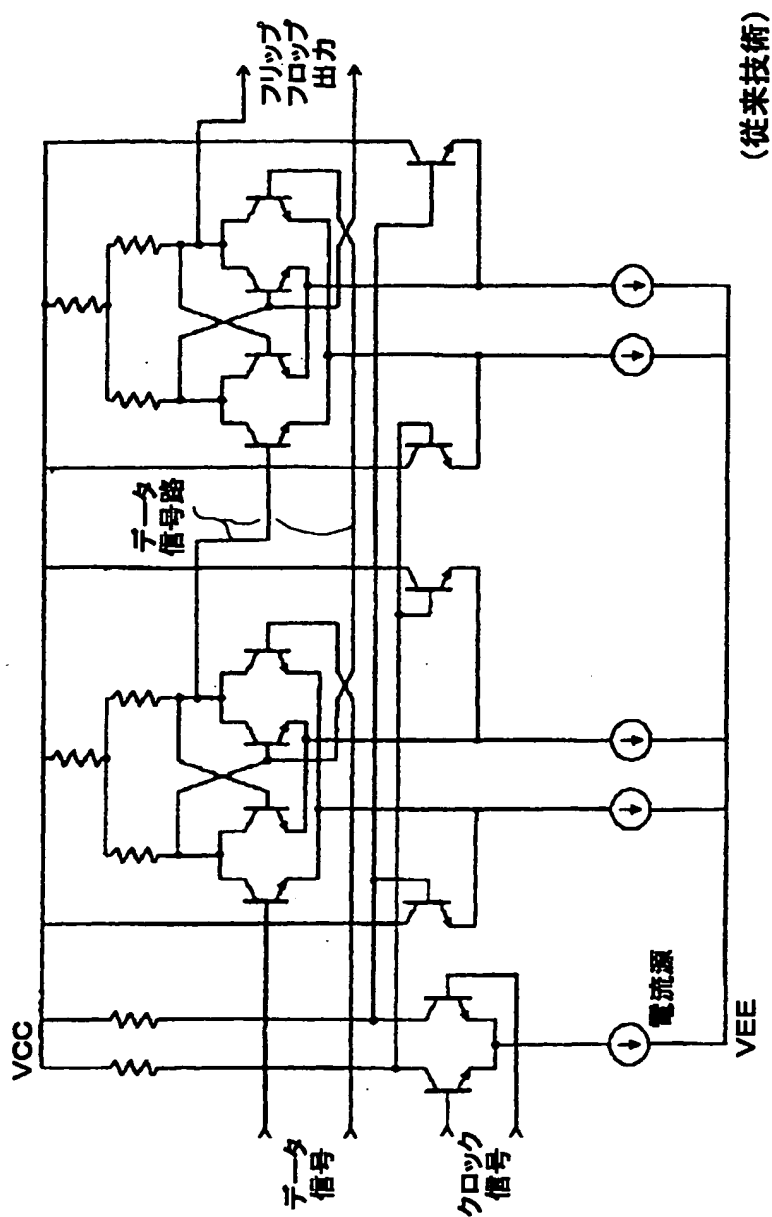 VCC
データ
信号
クロック
信号
データ
信号路
フリップ
フロップ
出力
電流源
VEE
(従来技術)